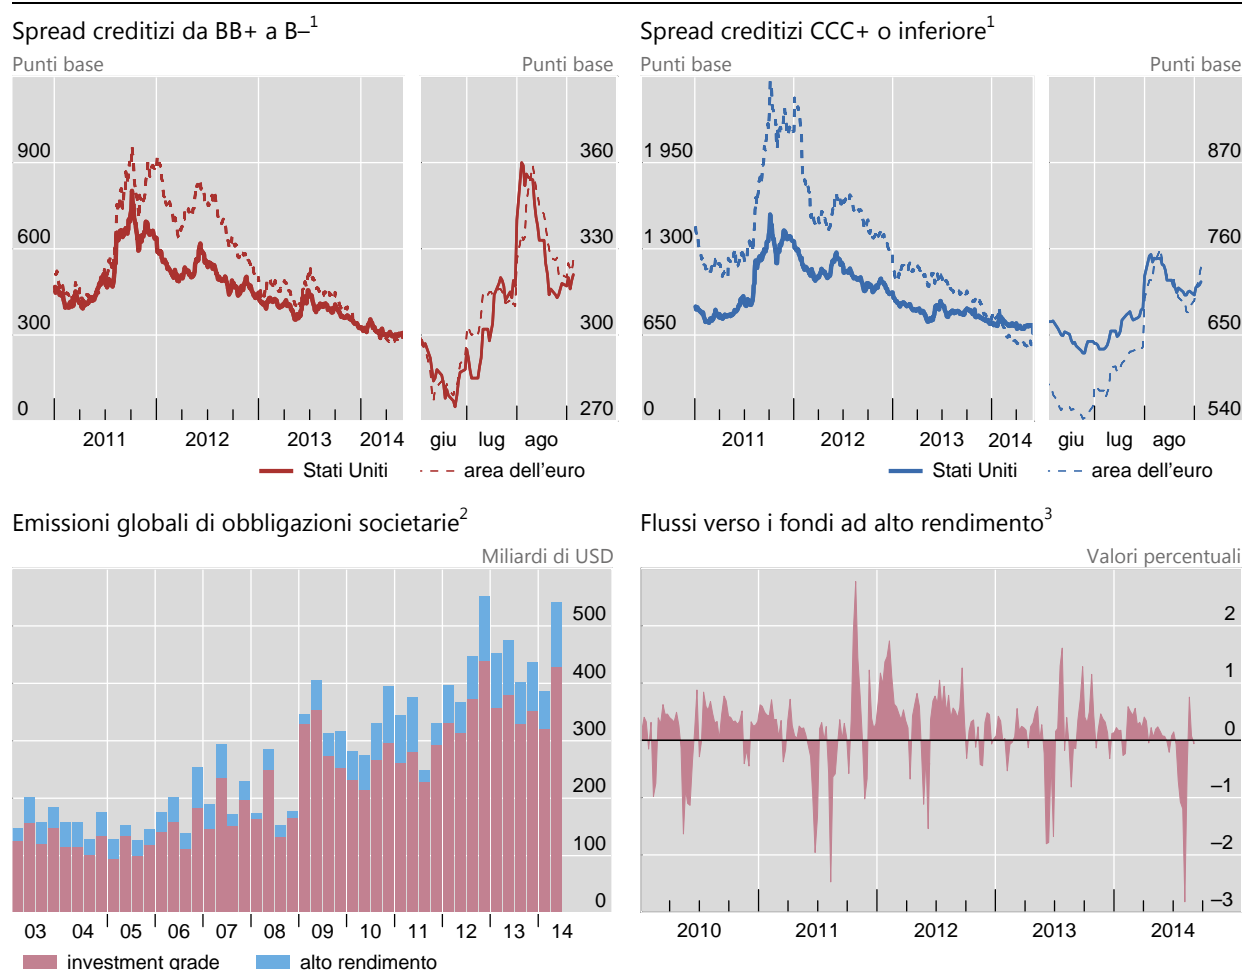 Spread creditizi da BB+ a B–1
Punti base Punti base
900 360
600 330
300 300
0 270
2011 2012 2013 2014 giu lug ago
Stati Uniti area dell'euro
Spread creditizi CCC+ o inferiore1
Punti base Punti base
1 950 870
1 300 760
650 650
0 540
2011 2012 2013 2014 giu lug ago
Stati Uniti area dell'euro
Emissioni globali di obbligazioni societarie2
Miliardi di USD
500
400
300
200
100
0
03 04 05 06 07 08 09 10 11 12 13 14
investment grade alto rendimento
Flussi verso i fondi ad alto rendimento3
Valori percentuali
2
1
0
–1
–2
–3
2010 2011 2012 2013 2014